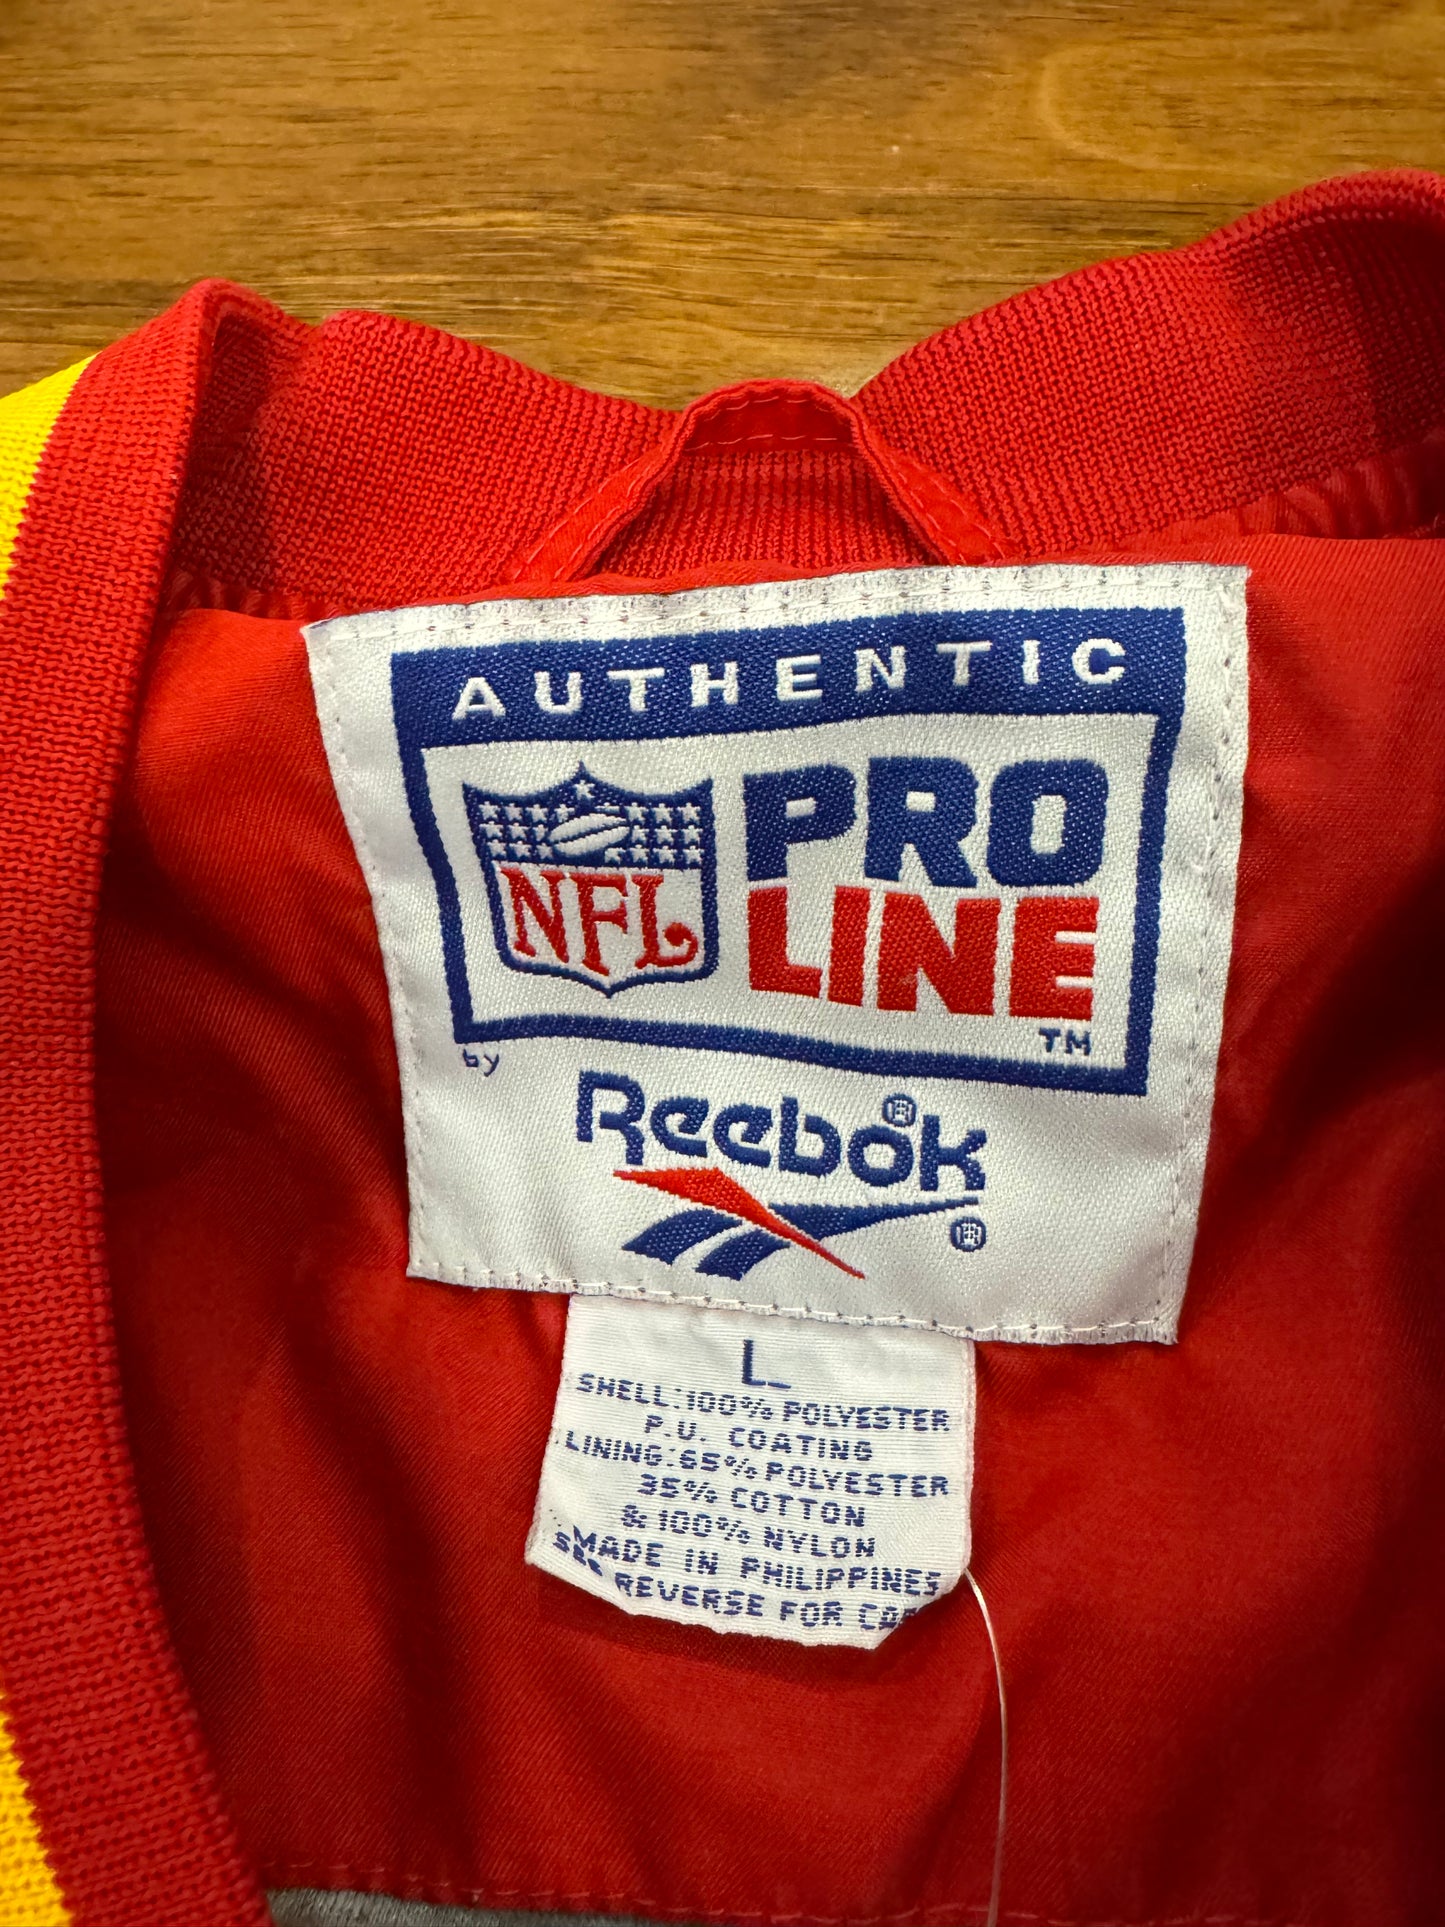 AUTHENTIC
NFL
PRO
LINE
TM
by
Reebok®
®
L
SHELL:100% POLYESTER
P.U. COATING
LINING:65% POLYESTER
35% COTTON
& 100% NYLON
MADE IN PHILIPPINES
SEE REVERSE FOR